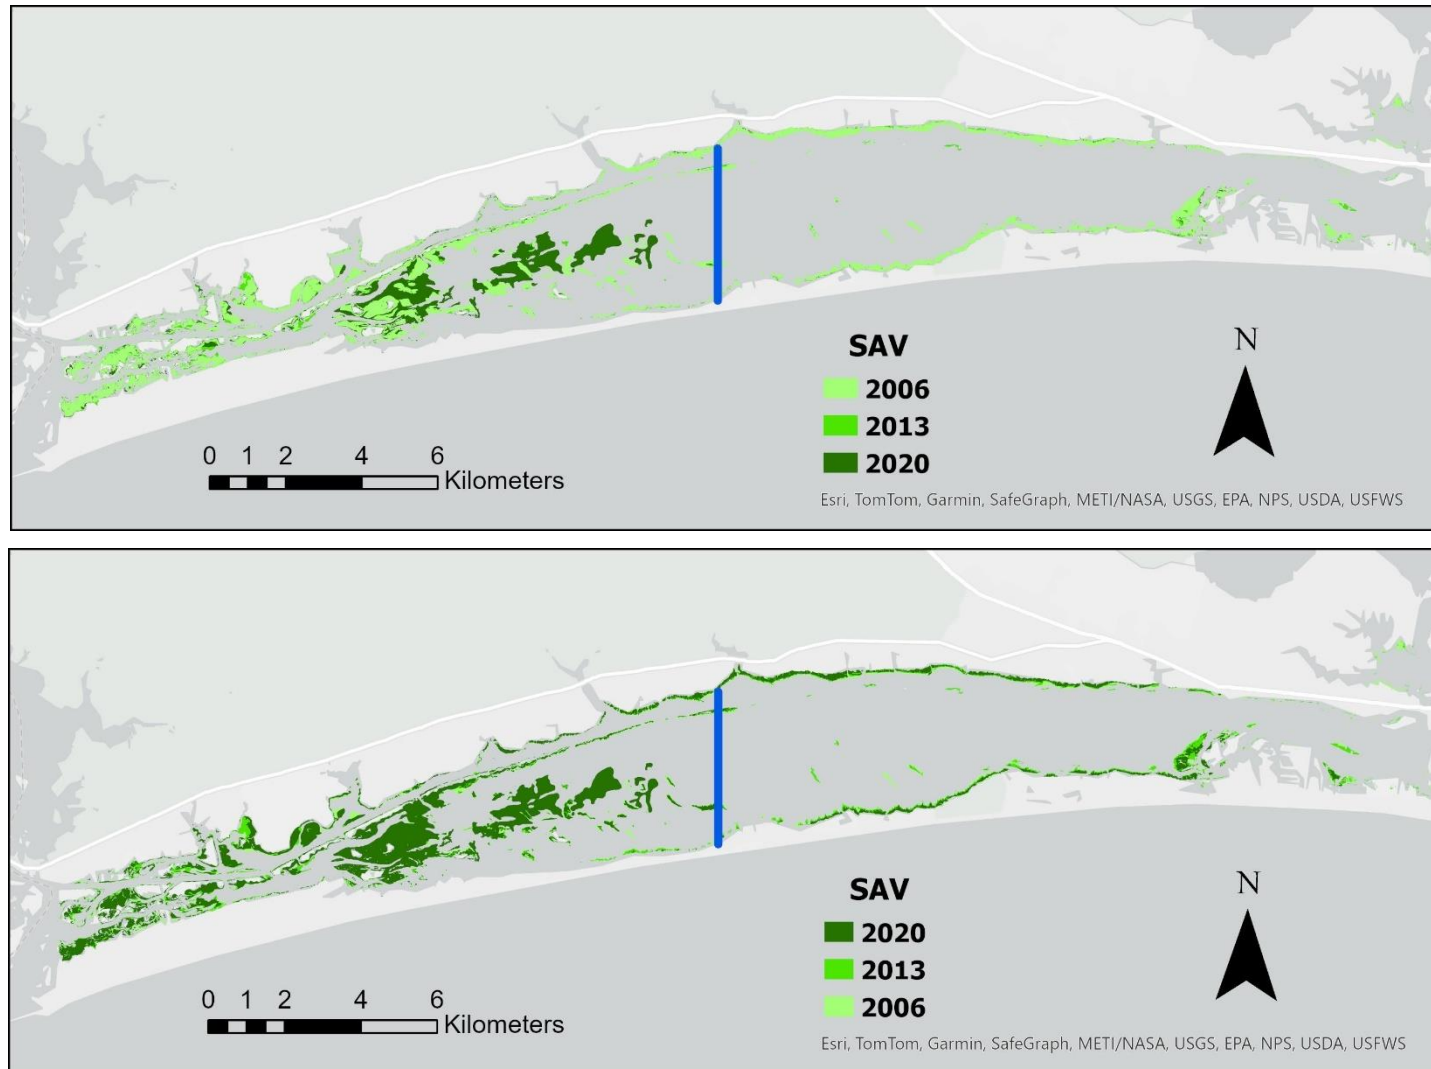 N
SAV
2006
2013
2020
0 1 2 4 6
Kilometers
Esri, TomTom, Garmin, SafeGraph, METI/NASA, USGS, EPA, NPS, USDA, USFWS
N
SAV
2020
2013
2006
0 1 2 4 6
Kilometers
Esri, TomTom, Garmin, SafeGraph, METI/NASA, USGS, EPA, NPS, USDA, USFWS